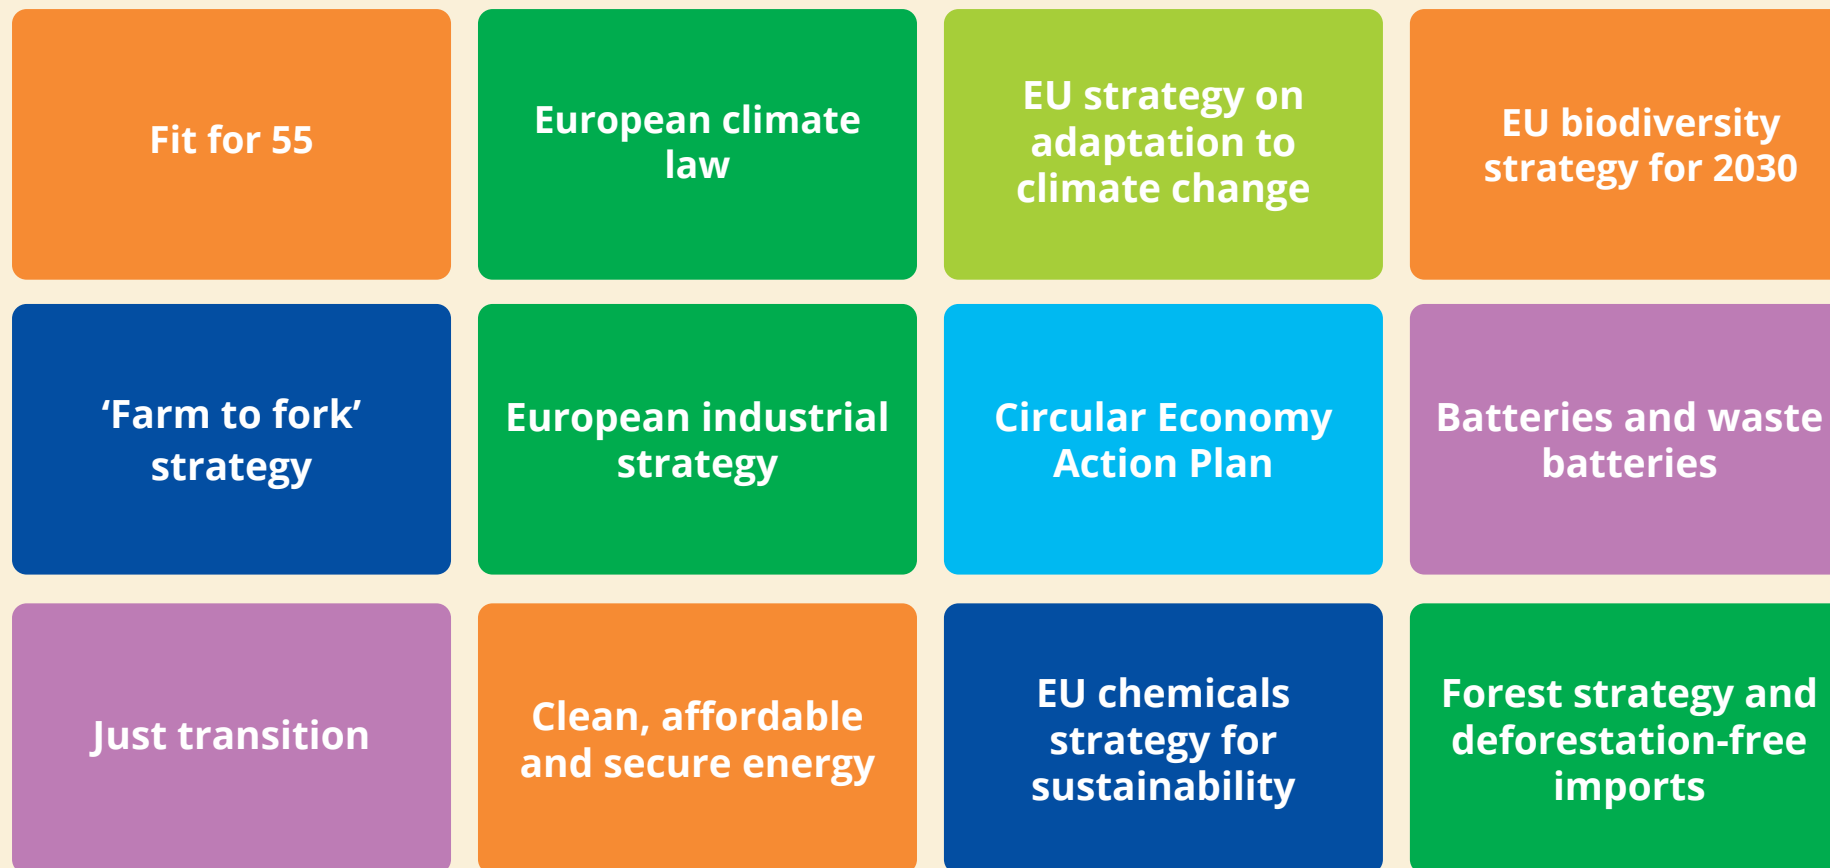 Fit for 55
European climate
law
EU strategy on
adaptation to
climate change
EU biodiversity
strategy for 2030
‘Farm to fork’
strategy
European industrial
strategy
Circular Economy
Action Plan
Batteries and waste
batteries
Just transition
Clean, affordable
and secure energy
EU chemicals
strategy for
sustainability
Forest strategy and
deforestation-free
imports